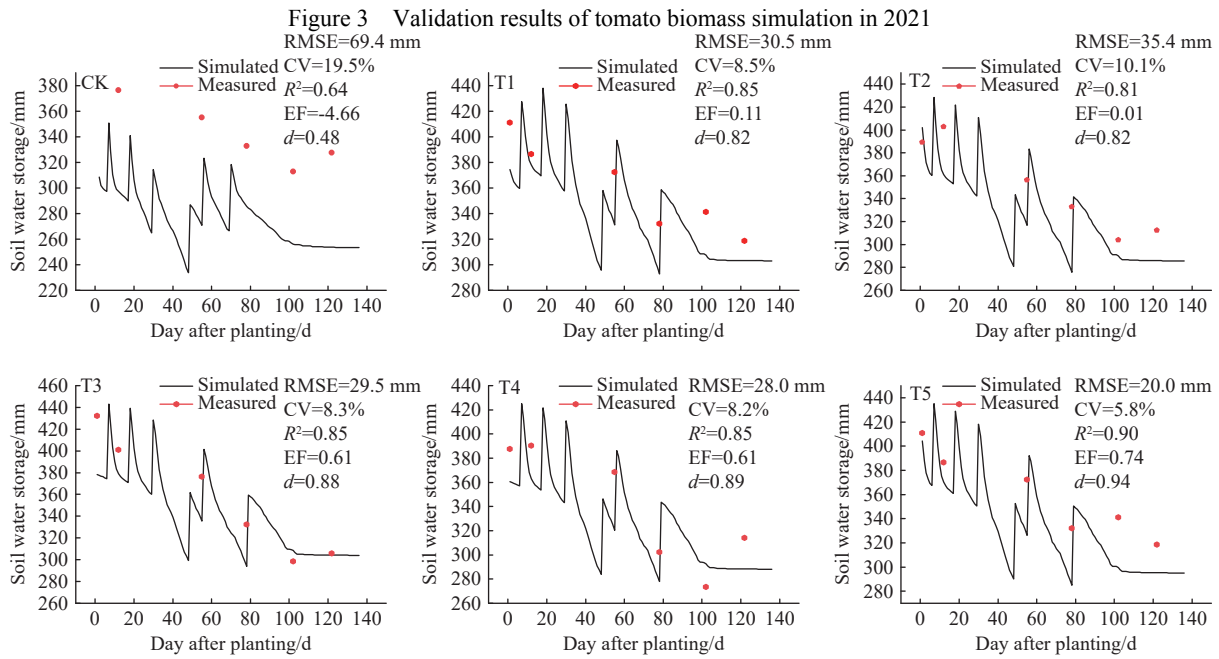 Figure 3 Validation results of tomato biomass simulation in 2021
RMSE=69.4 mm
CV=19.5%
R²=0.64
EF=-4.66
d=0.48
Simulated
Measured
CK
380
360
340
320
300
280
260
240
220
Soil water storage/mm
0 20 40 60 80 100 120 140
Day after planting/d
RMSE=30.5 mm
CV=8.5%
R²=0.85
EF=0.11
d=0.82
Simulated
Measured
T1
440
420
400
380
360
340
320
300
280
Soil water storage/mm
0 20 40 60 80 100 120 140
Day after planting/d
RMSE=35.4 mm
CV=10.1%
R²=0.81
EF=0.01
d=0.82
Simulated
Measured
T2
440
420
400
380
360
340
320
300
280
260
Soil water storage/mm
0 20 40 60 80 100 120 140
Day after planting/d
RMSE=29.5 mm
CV=8.3%
R²=0.85
EF=0.61
d=0.88
Simulated
Measured
T3
460
440
420
400
380
360
340
320
300
280
260
Soil water storage/mm
0 20 40 60 80 100 120 140
Day after planting/d
RMSE=28.0 mm
CV=8.2%
R²=0.85
EF=0.61
d=0.89
Simulated
Measured
T4
440
420
400
380
360
340
320
300
280
260
Soil water storage/mm
0 20 40 60 80 100 120 140
Day after planting/d
RMSE=20.0 mm
CV=5.8%
R²=0.90
EF=0.74
d=0.94
Simulated
Measured
T5
440
420
400
380
360
340
320
300
280
270
Soil water storage/mm
0 20 40 60 80 100 120 140
Day after planting/d